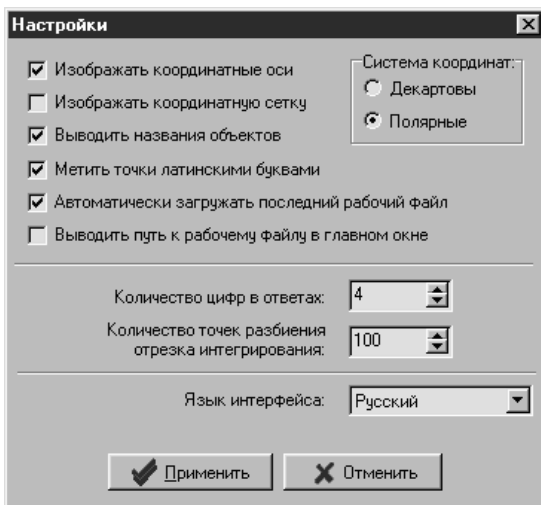 Настройки
Изображать координатные оси
Изображать координатную сетку
Выводить названия объектов
Метить точки латинскими буквами
Автоматически загружать последний рабочий файл
Выводить путь к рабочему файлу в главном окне
Система координат:
Декартовы
Полярные
Количество цифр в ответах: 4
Количество точек разбиения
отрезка интегрирования: 100
Язык интерфейса: Русский
Применить Отменить